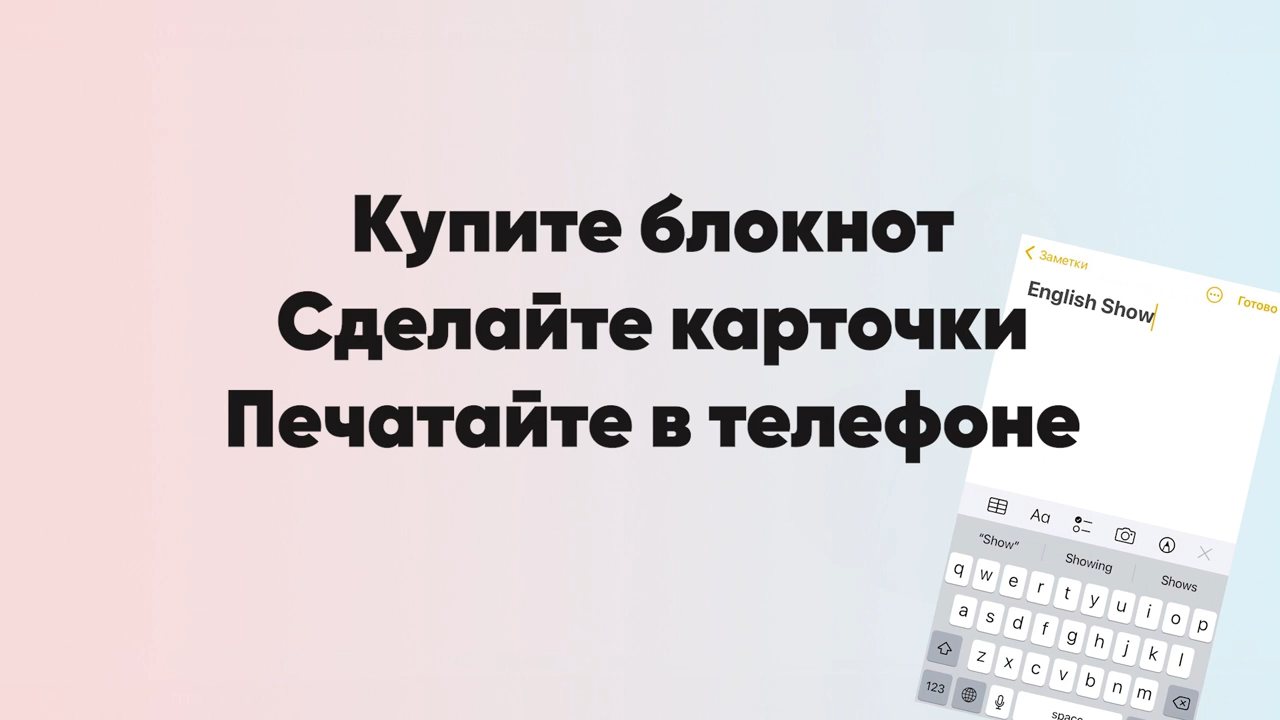 Купите блокнот
Сделайте карточки
Печатайте в телефоне
Заметки
Готово
English Show
Aa
“Show” Showing Shows
q w e r t y u i o p
a s d f g h j k l
z x c v b n m
123
space